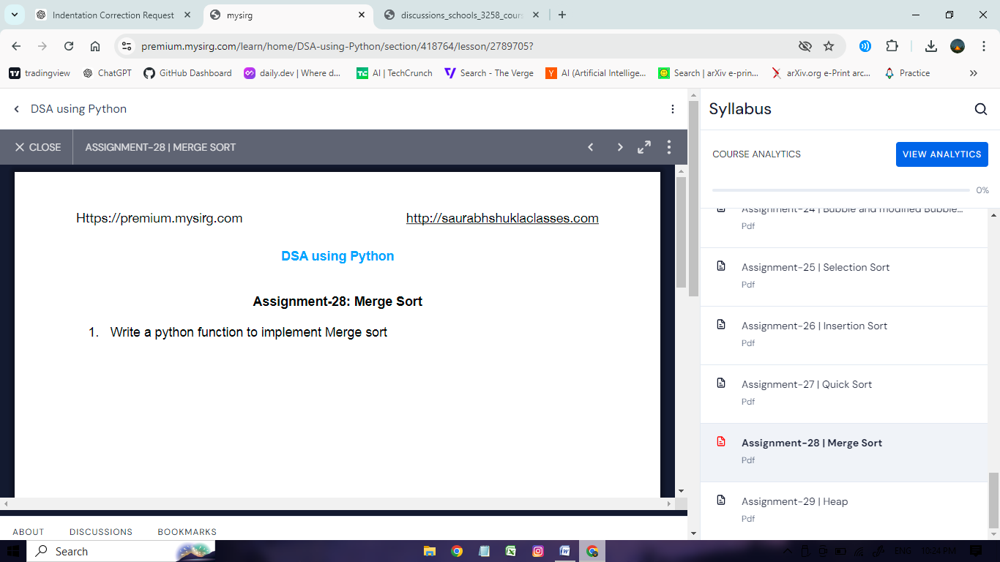 Indentation Correction Request
mysirg
discussions_schools_3258_cours
premium.mysirg.com/learn/home/DSA-using-Python/section/418764/lesson/2789705?
tradingview
ChatGPT
GitHub Dashboard
daily.dev | Where d...
AI | TechCrunch
Search - The Verge
AI (Artificial Intellige...
Search | arXiv e-prin...
arXiv.org e-Print arc...
Practice
DSA using Python
CLOSE
ASSIGNMENT-28 | MERGE SORT
Https://premium.mysirg.com
http://saurabhshuklaclasses.com
DSA using Python
Assignment-28: Merge Sort
1. Write a python function to implement Merge sort
ABOUT
DISCUSSIONS
BOOKMARKS
Syllabus
COURSE ANALYTICS
VIEW ANALYTICS
0%
Assignment-24 | Bubble and modified Bubble...
Pdf
Assignment-25 | Selection Sort
Pdf
Assignment-26 | Insertion Sort
Pdf
Assignment-27 | Quick Sort
Pdf
Assignment-28 | Merge Sort
Pdf
Assignment-29 | Heap
Pdf
Search
ENG
10:24 PM